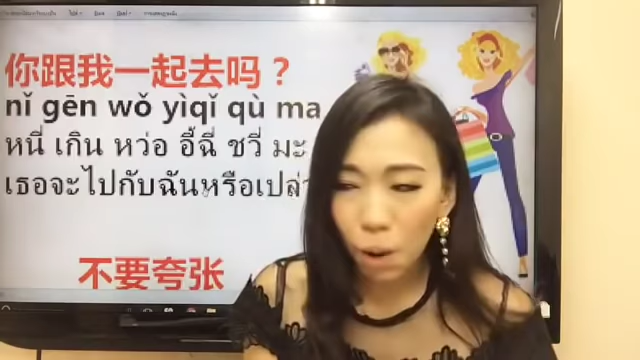 你跟我一起去吗？
nǐ gēn wǒ yìqǐ qù ma
หนี่ เกิน หว่อ อี้ฉี่ ชวี่ มะ
เธอจะไปกับฉันหรือเปล่า
不要夸张